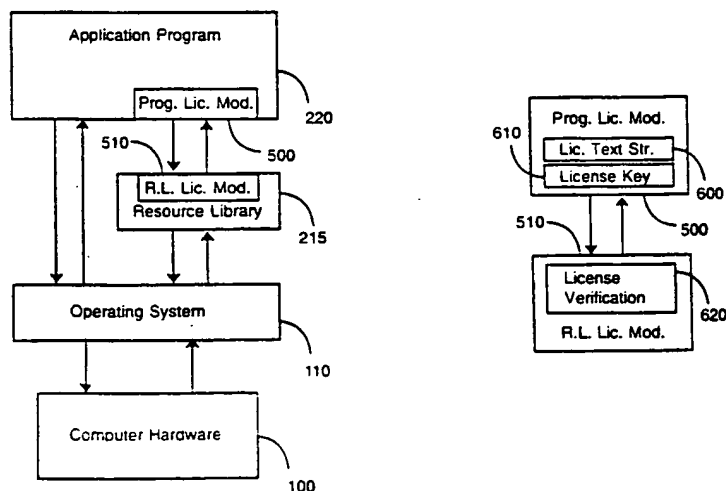 Application Program
Prog. Lic. Mod.
220
510
500
R.L. Lic. Mod.
Resource Library
215
Operating System
110
Computer Hardware
100
Prog. Lic. Mod.
610
Lic. Text Str.
License Key
600
510
500
License
Verification
620
R.L. Lic. Mod.